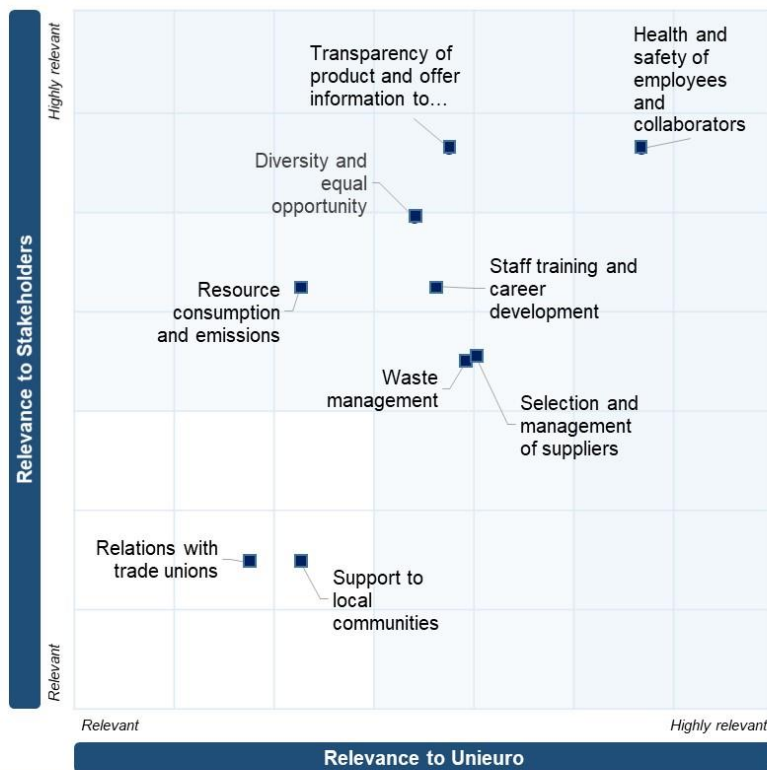 Highly relevant
Relevance to Stakeholders
Relevant
Transparency of
product and offer
information to…
Health and
safety of
employees
and
collaborators
Diversity and
equal
opportunity
Staff training and
career
development
Resource
consumption
and emissions
Waste
management
Selection and
management
of suppliers
Relations with
trade unions
Support to
local
communities
Relevant
Highly relevant
Relevance to Unieuro